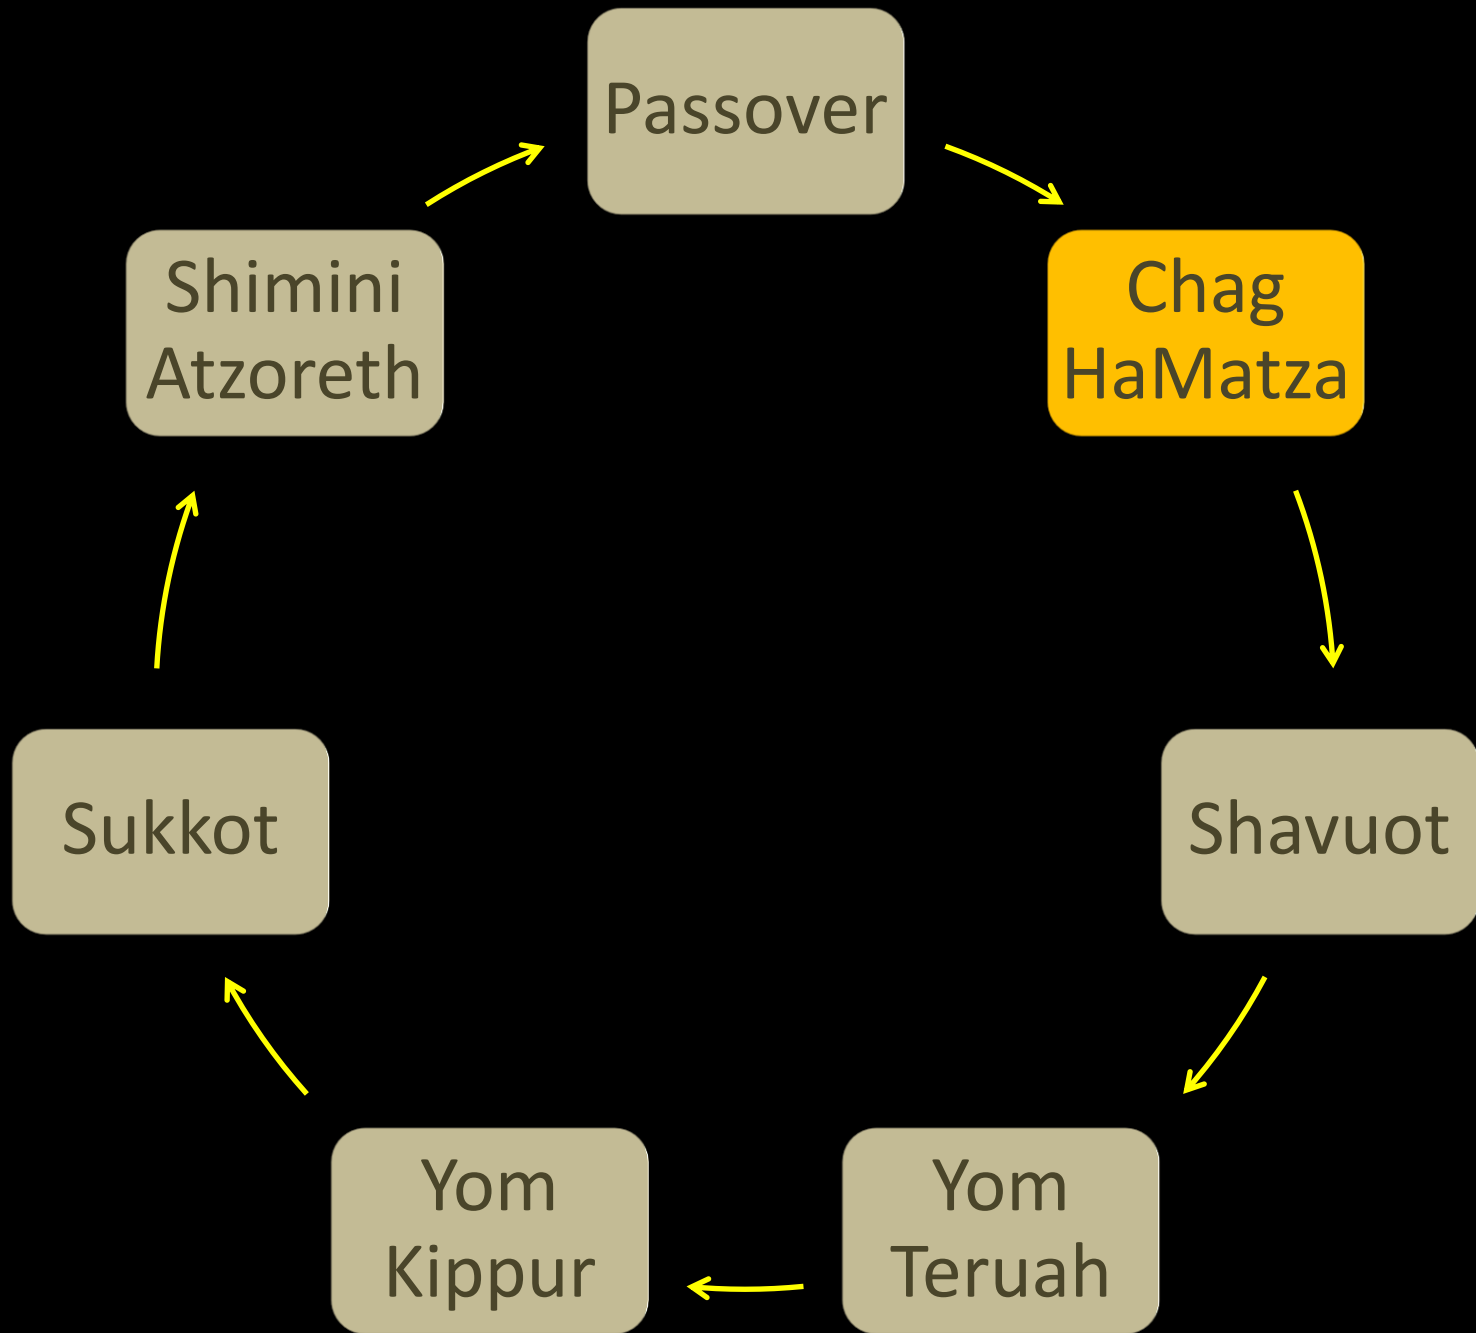 Passover
Chag
HaMatza
Shavuot
Yom
Teruah
Yom
Kippur
Sukkot
Shimini
Atzoreth